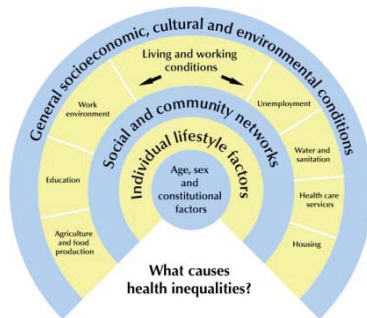 General socioeconomic, cultural and environmental conditions
Living and working
conditions
Work
environment
Unemployment
Social and community networks
Water and
sanitation
Individual lifestyle factors
Education
Age, sex
and
constitutional
factors
Health care
services
Agriculture
and food
production
Housing
What causes
health inequalities?